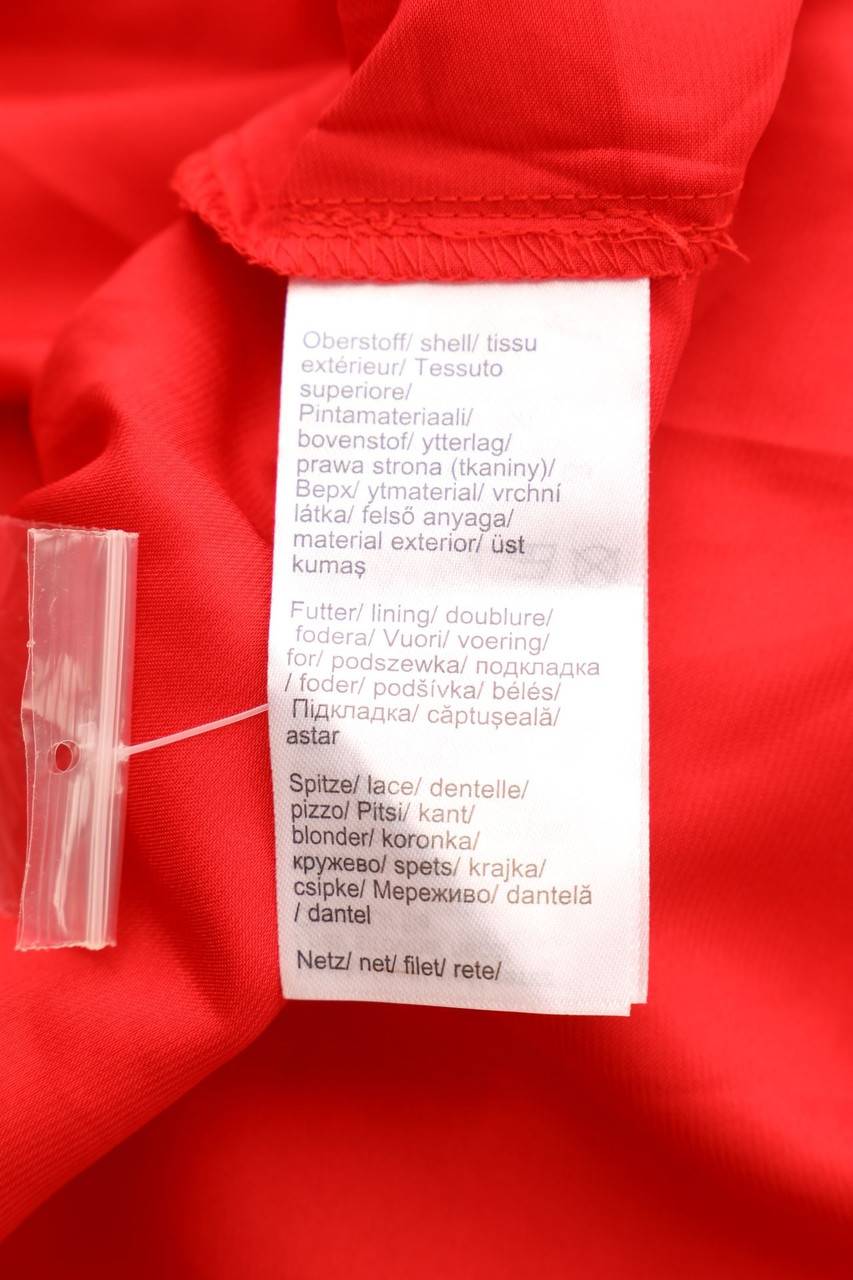 Oberstoff/ shell/ tissu
extérieur/ Tessuto
superiore/
Pintamateriaali/
bovenstof/ ytterlag/
prawa strona (tkaniny)/
Верх/ ytmaterial/ vrchní
látka/ felső anyaga/
material exterior/ üst
kumaş
Futter/ lining/ doublure/
fodera/ Vuori/ voering/
for/ podszewka/ подкладка
/ foder/ podšívka/ bélés/
Підкладка/ căptușeală/
astar
Spitze/ lace/ dentelle/
pizzo/ Pitsi/ kant/
blonder/ koronka/
кружево/ spets/ krajka/
csipke/ Мереживо/ dantelă
/ dantel
Netz/ net/ filet/ rete/